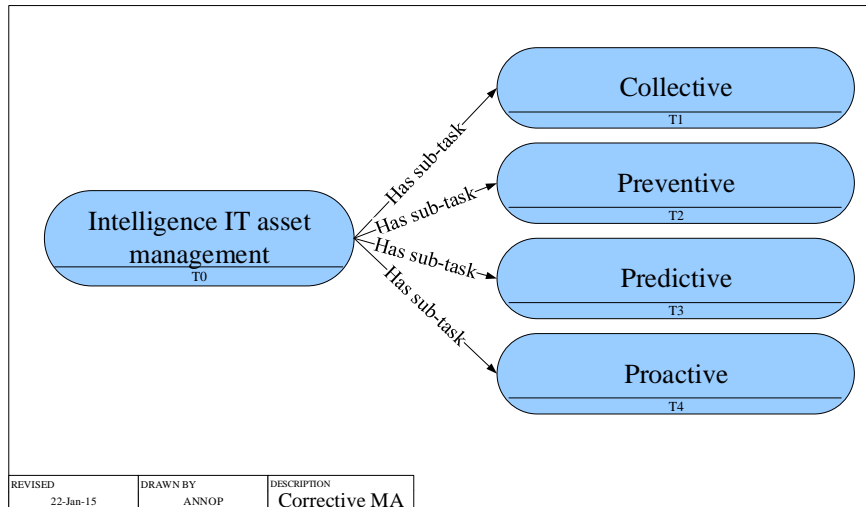 Collective
T1
Has sub-task
Preventive
T2
Has sub-task
Intelligence IT asset
management
T0
Has sub-task
Predictive
T3
Has sub-task
Proactive
T4
REVISED
22-Jan-15
DRAWN BY
ANNOP
DESCRIPTION
Corrective MA